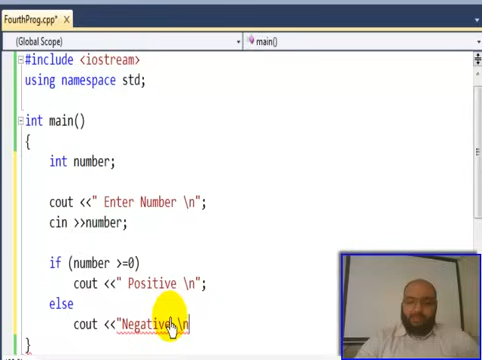 FourthProg.cpp*
(Global Scope) main()
#include <iostream>
using namespace std;
int main()
{
int number;
cout <<" Enter Number \n";
cin >>number;
if (number >=0)
cout <<" Positive \n";
else
cout <<"Negative \n
}